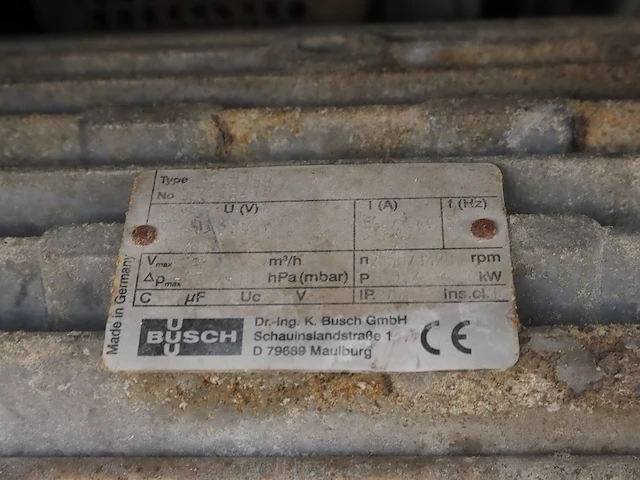 Type
No
U (V) I (A) f (Hz)
Vmax m³/h n rpm
Δpmax hPa (mbar) P kW
C µF Uc V IP Ins.cl.
Made in Germany
BUSCH
Dr.-Ing. K. Busch GmbH
Schauinslandstraße 1
D 79689 Maulburg
CE